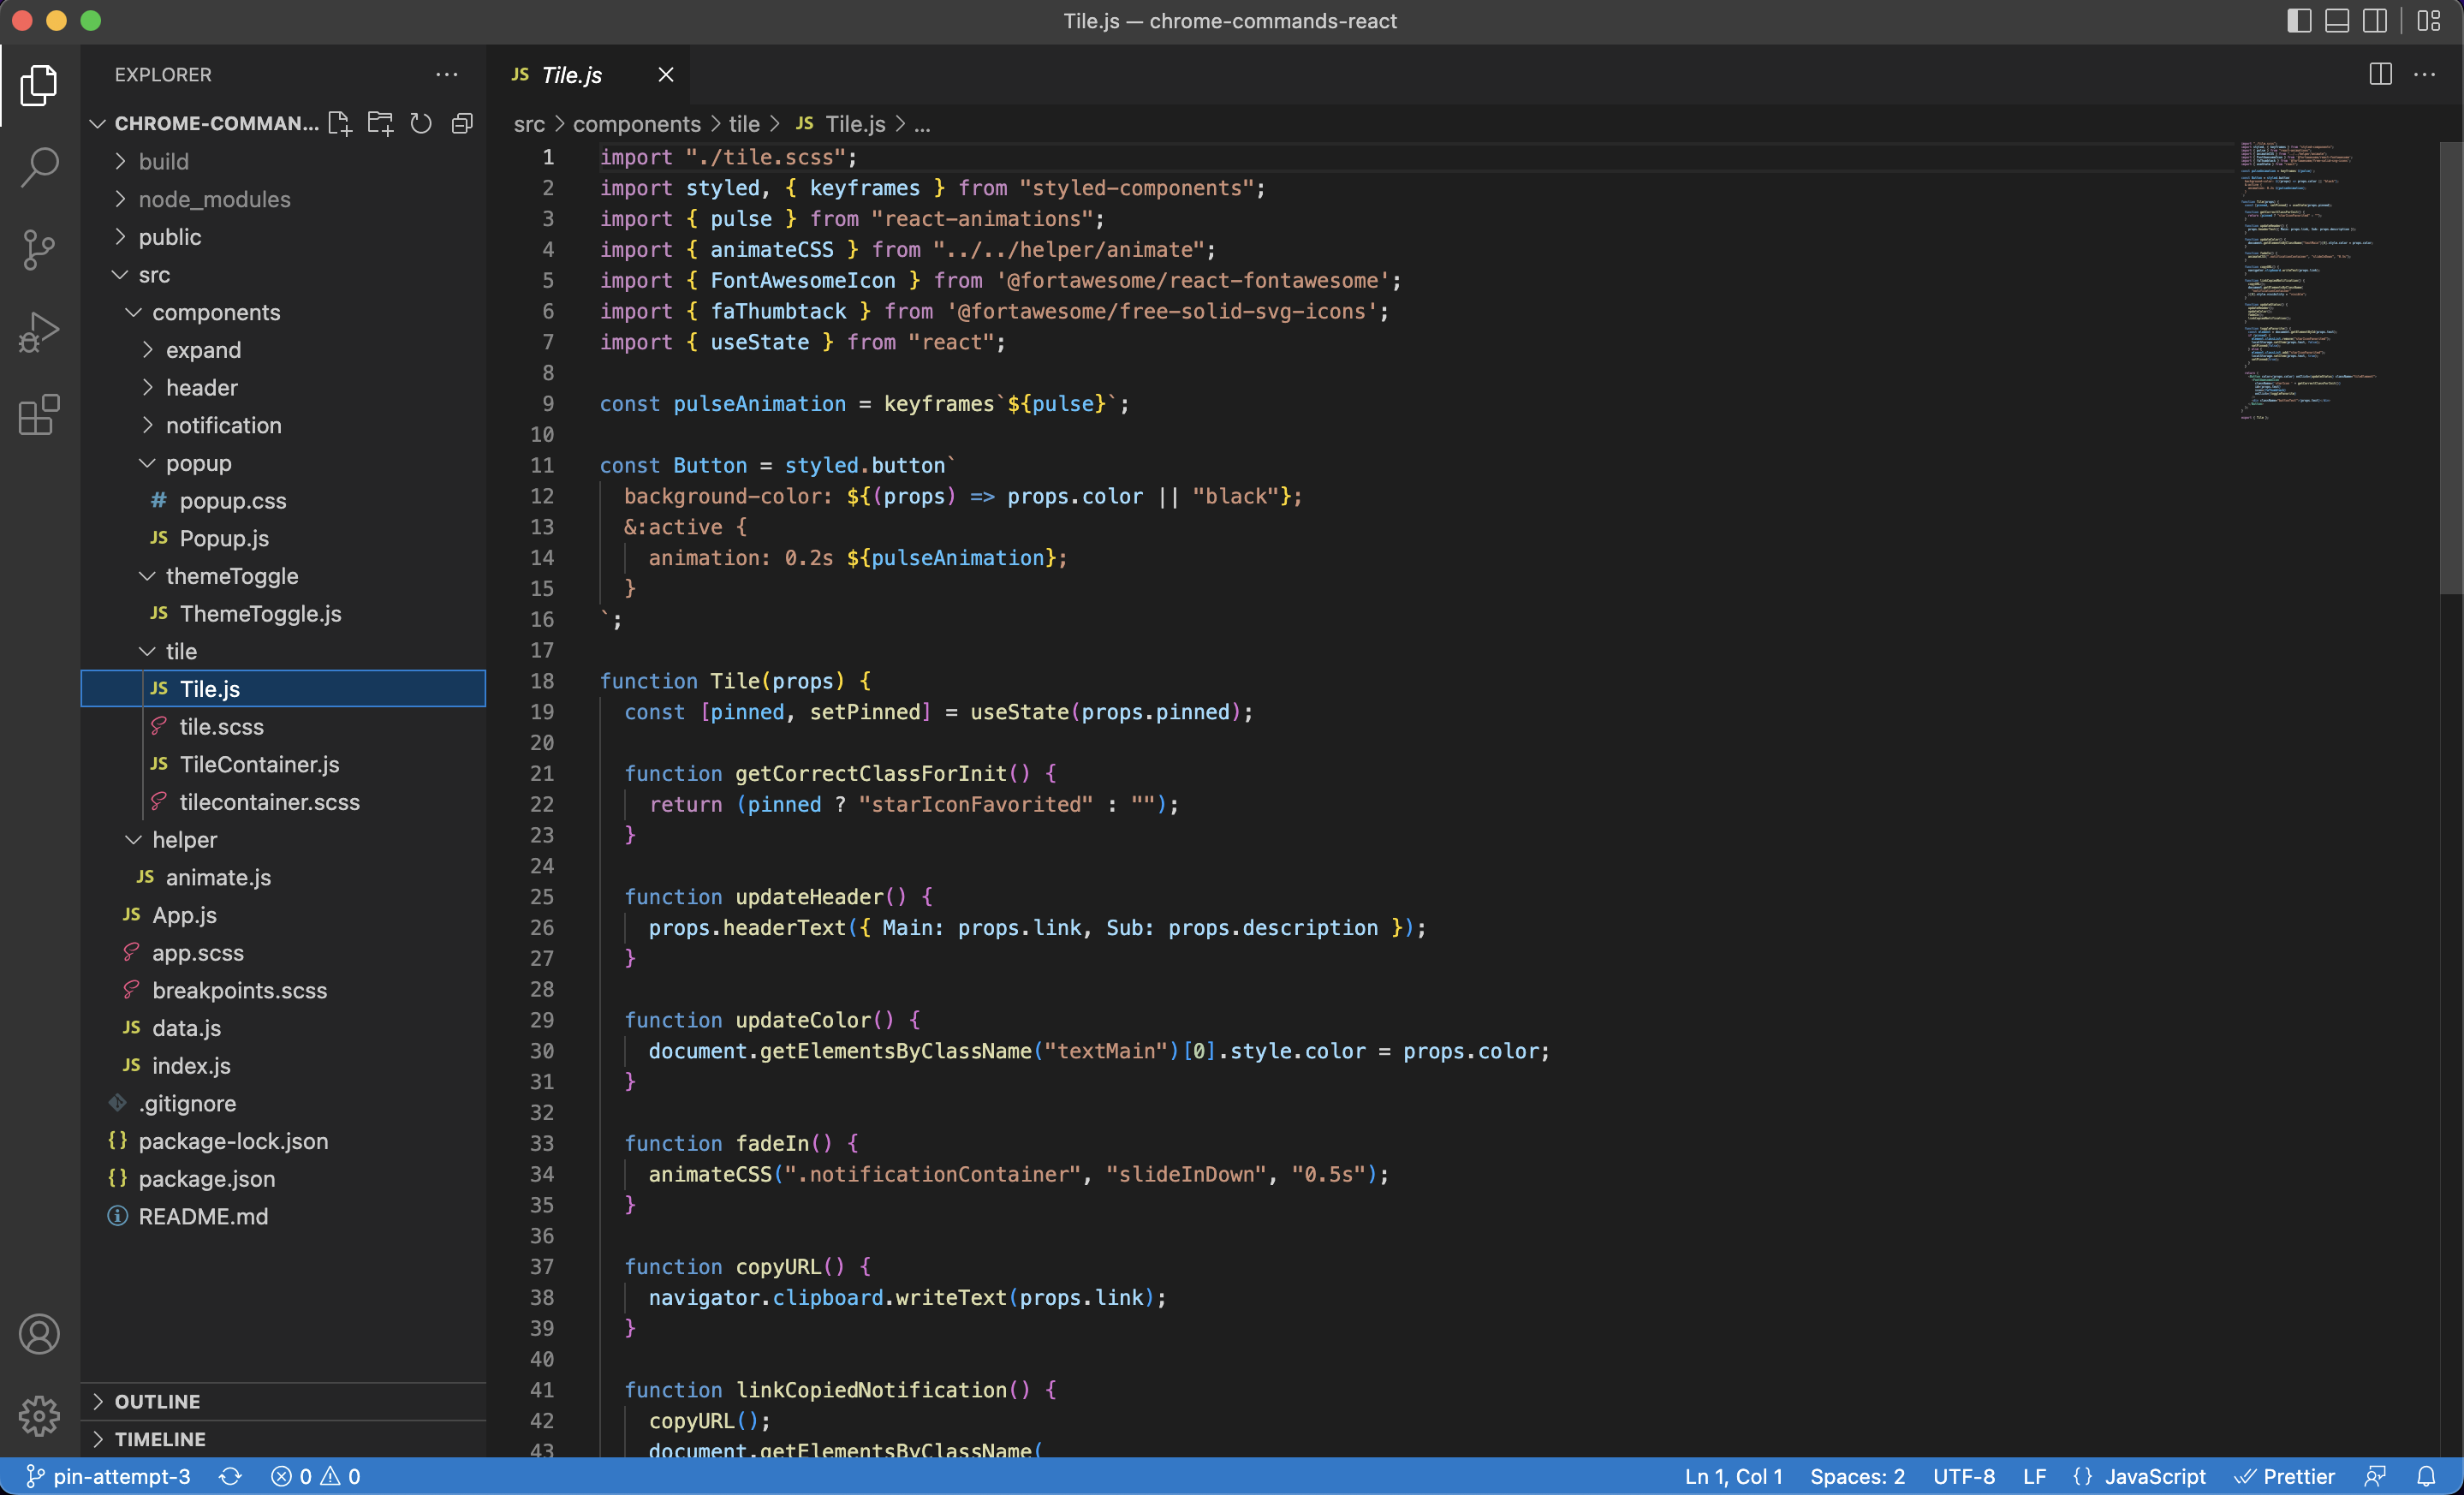 Tile.js — chrome-commands-react
EXPLORER
CHROME-COMMAN...
build
node_modules
public
src
components
expand
header
notification
popup
# popup.css
JS Popup.js
themeToggle
JS ThemeToggle.js
tile
JS Tile.js
tile.scss
JS TileContainer.js
tilecontainer.scss
helper
JS animate.js
JS App.js
app.scss
breakpoints.scss
JS data.js
JS index.js
.gitignore
{} package-lock.json
{} package.json
README.md
OUTLINE
TIMELINE
JS Tile.js
src > components > tile > JS Tile.js > ...
1 import "./tile.scss";
2 import styled, { keyframes } from "styled-components";
3 import { pulse } from "react-animations";
4 import { animateCSS } from "../../helper/animate";
5 import { FontAwesomeIcon } from '@fortawesome/react-fontawesome';
6 import { faThumbtack } from '@fortawesome/free-solid-svg-icons';
7 import { useState } from "react";
8
9 const pulseAnimation = keyframes`${pulse}`;
10
11 const Button = styled.button`
12 background-color: ${(props) => props.color || "black"};
13 &:active {
14 animation: 0.2s ${pulseAnimation};
15 }
16 `;
17
18 function Tile(props) {
19 const [pinned, setPinned] = useState(props.pinned);
20
21 function getCorrectClassForInit() {
22 return (pinned ? "starIconFavorited" : "");
23 }
24
25 function updateHeader() {
26 props.headerText({ Main: props.link, Sub: props.description });
27 }
28
29 function updateColor() {
30 document.getElementsByClassName("textMain")[0].style.color = props.color;
31 }
32
33 function fadeIn() {
34 animateCSS(".notificationContainer", "slideInDown", "0.5s");
35 }
36
37 function copyURL() {
38 navigator.clipboard.writeText(props.link);
39 }
40
41 function linkCopiedNotification() {
42 copyURL();
43 document.getElementsByClassName(
pin-attempt-3 0 0 Ln 1, Col 1 Spaces: 2 UTF-8 LF {} JavaScript Prettier